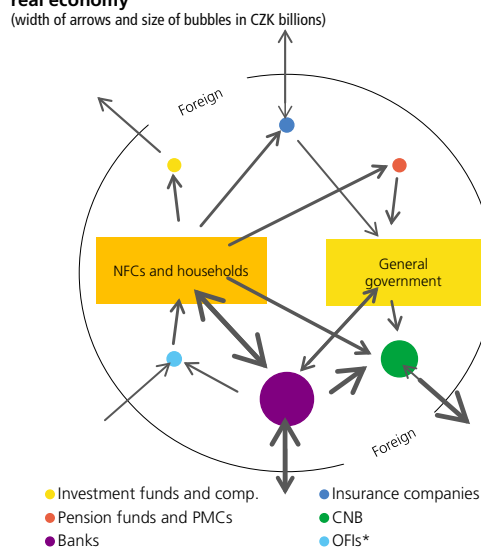 real economy
(width of arrows and size of bubbles in CZK billions)
Foreign
NFCs and households
General
government
Foreign
Investment funds and comp.
Insurance companies
Pension funds and PMCs
CNB
Banks
OFIs*